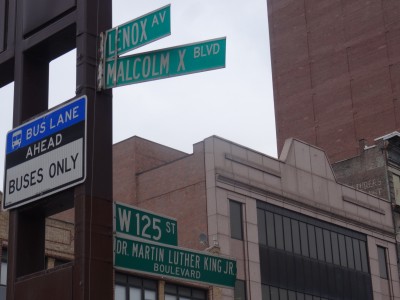 LENOX AV
MALCOLM X BLVD
BUS LANE
AHEAD
BUSES ONLY
W 125 ST
DR. MARTIN LUTHER KING JR.
BOULEVARD